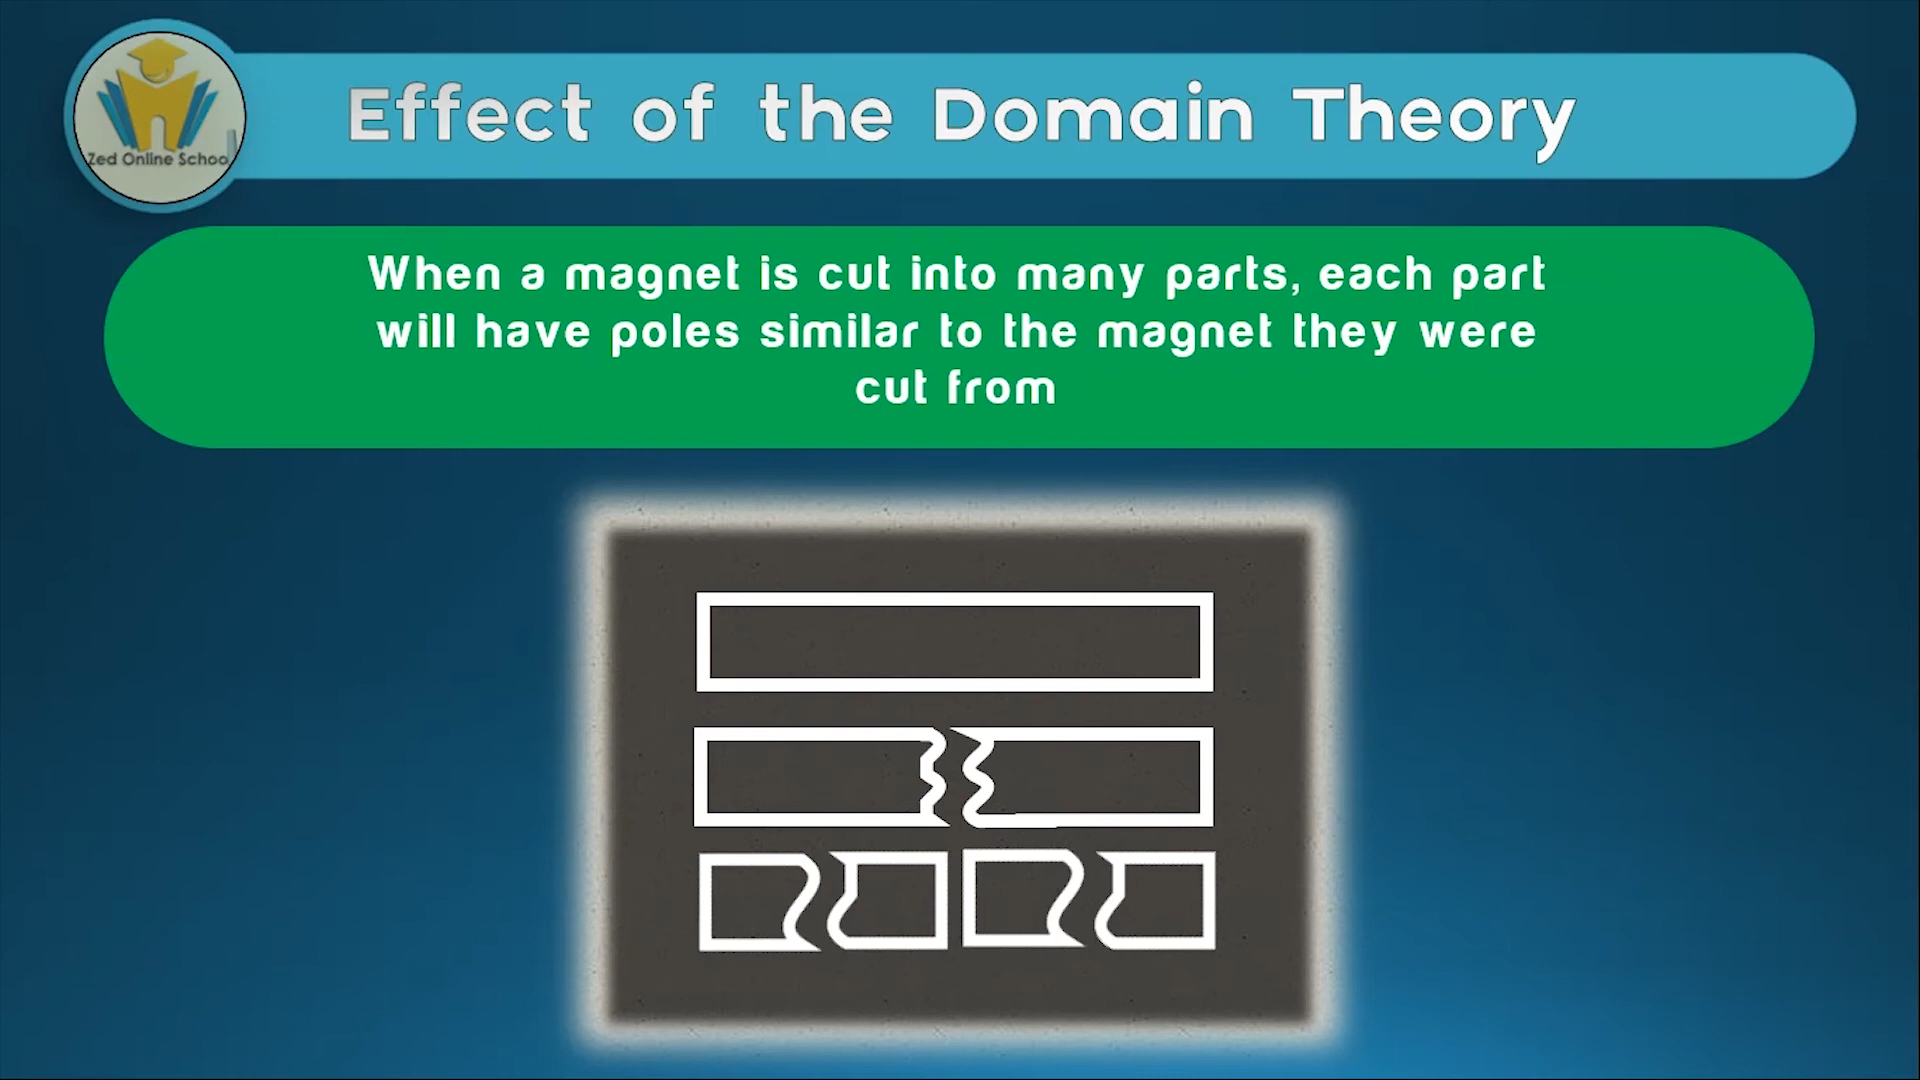 Zed Online School
Effect of the Domain Theory
When a magnet is cut into many parts, each part
will have poles similar to the magnet they were
cut from